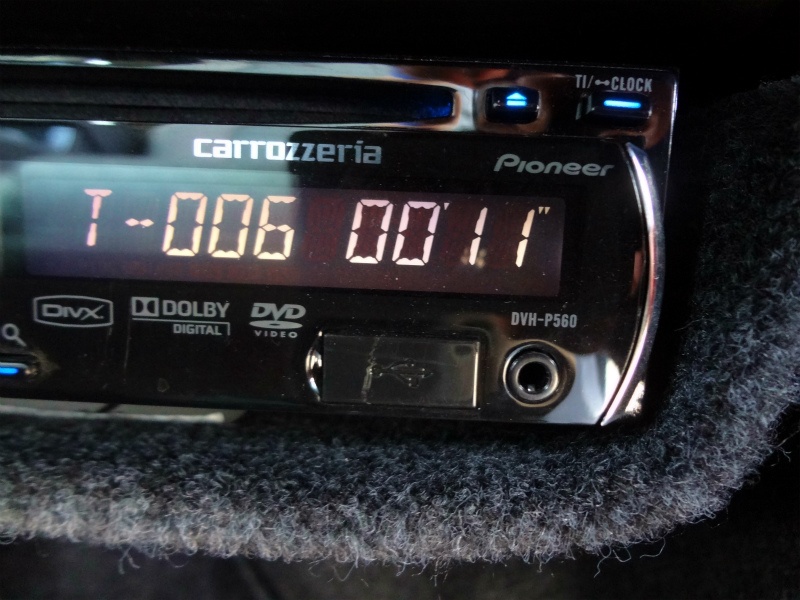 TI/ CLOCK
carrozzeria
Pioneer
T-006 00'11"
DIVX
DOLBY
DIGITAL
DVD
VIDEO
DVH-P560